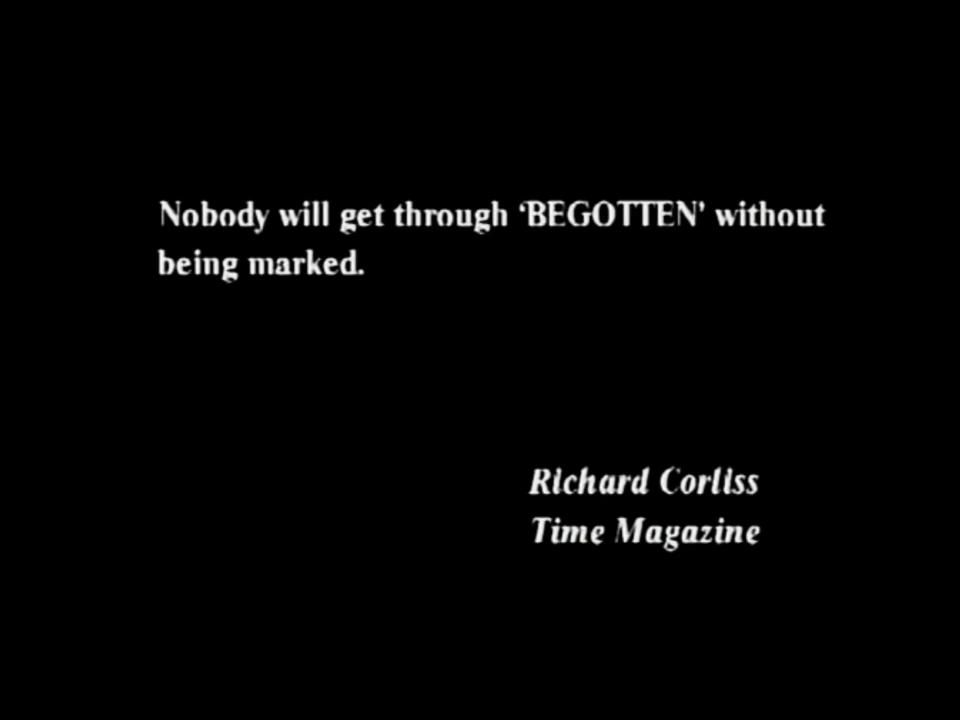 Nobody will get through ‘BEGOTTEN’ without
being marked.
Richard Corliss
Time Magazine